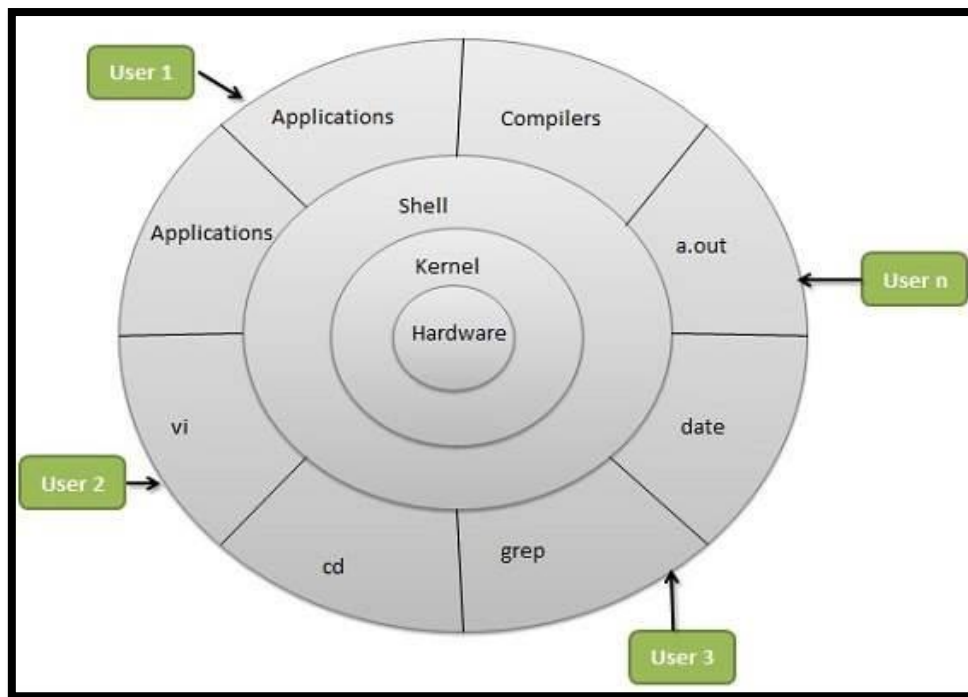 User 1
Applications
Compilers
Shell
Applications
a.out
Kernel
User n
Hardware
vi
date
User 2
grep
cd
User 3